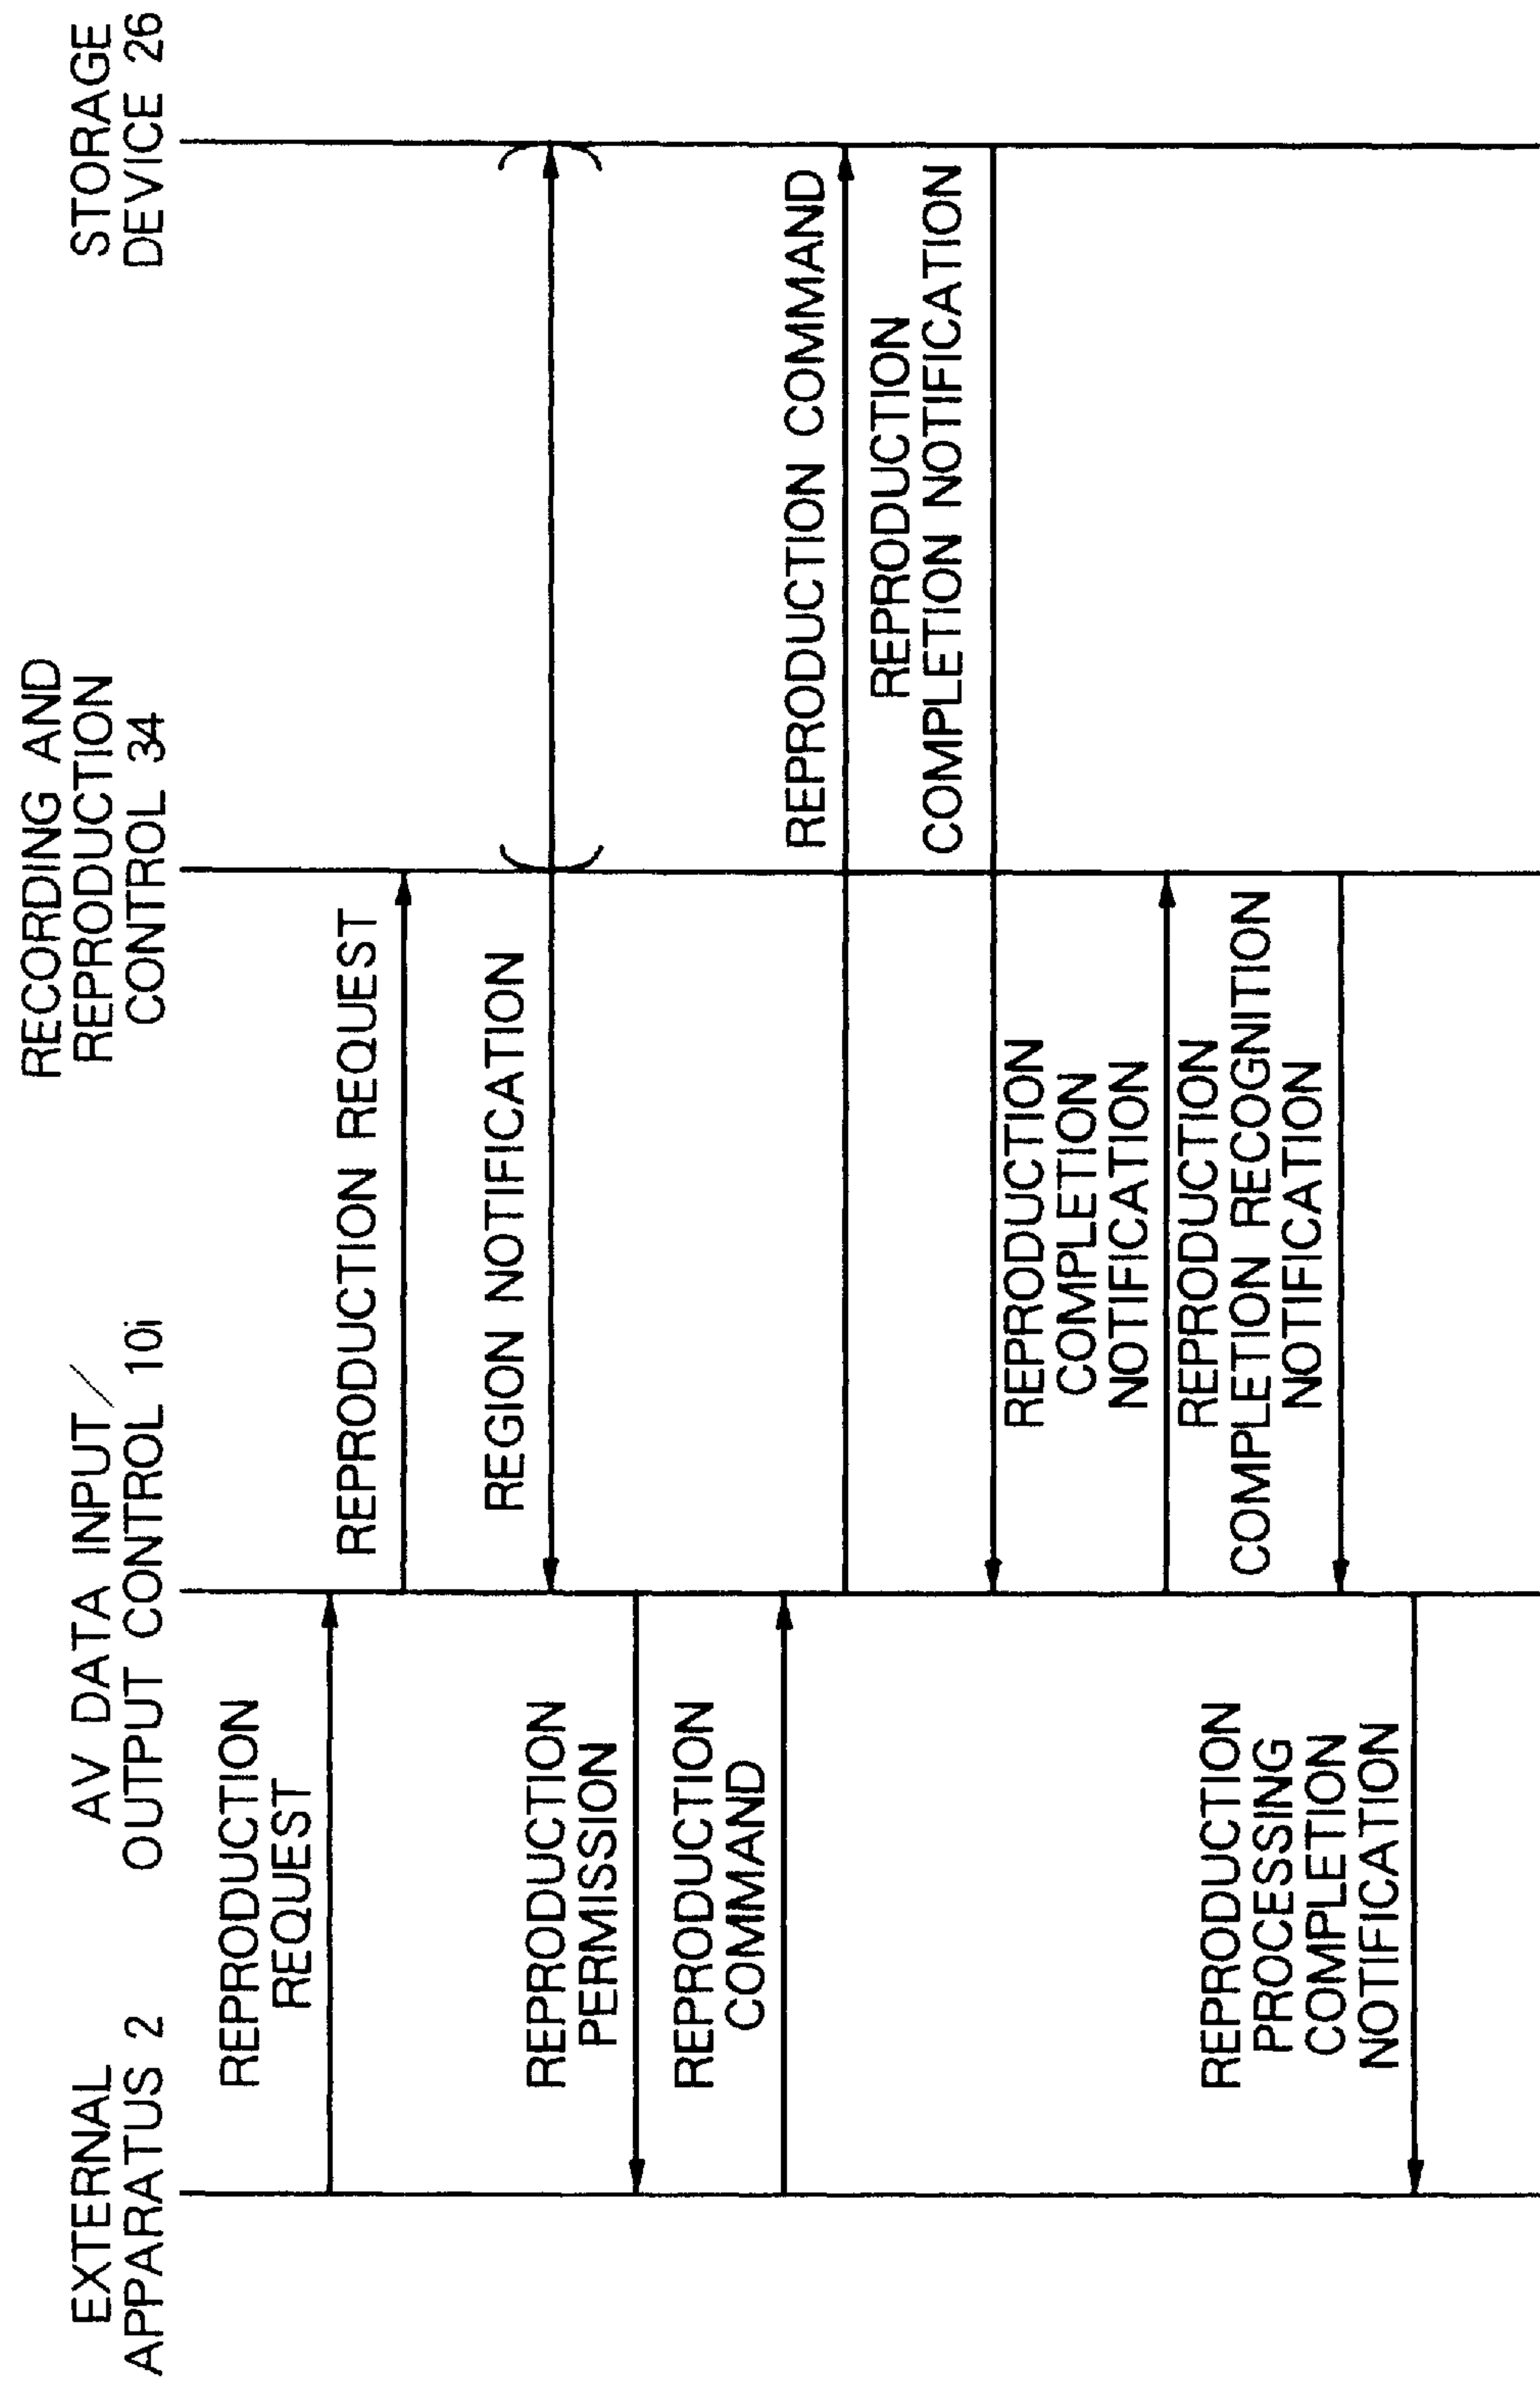 EXTERNAL
APPARATUS 2
AV DATA INPUT/
OUTPUT CONTROL 10i
RECORDING AND
REPRODUCTION
CONTROL 34
STORAGE
DEVICE 26
REPRODUCTION
REQUEST
REPRODUCTION REQUEST
REGION NOTIFICATION
REPRODUCTION
PERMISSION
REPRODUCTION
COMMAND
REPRODUCTION COMMAND
REPRODUCTION
COMPLETION NOTIFICATION
REPRODUCTION
COMPLETION
NOTIFICATION
REPRODUCTION
COMPLETION RECOGNITION
NOTIFICATION
REPRODUCTION
PROCESSING
COMPLETION
NOTIFICATION